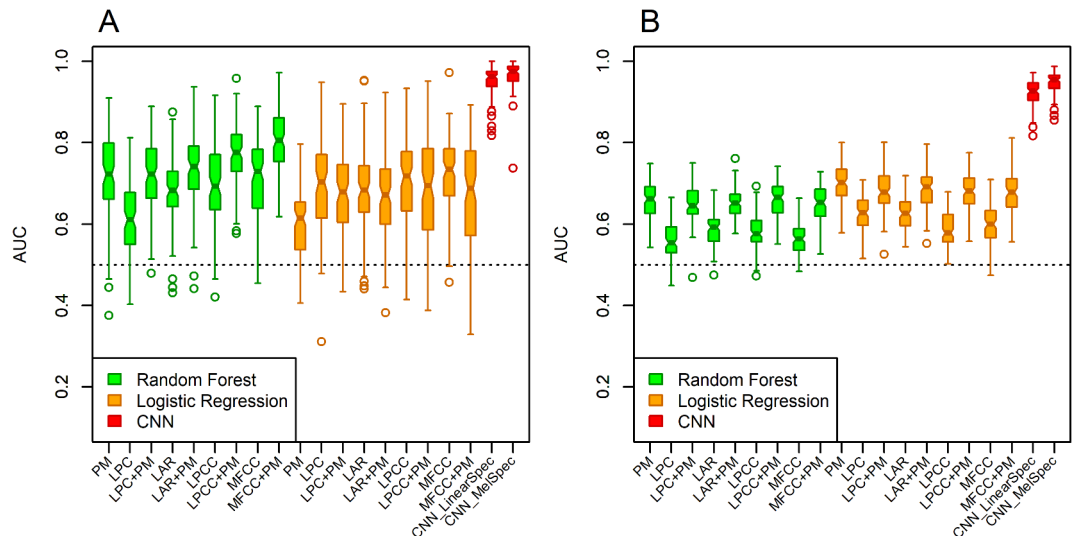 A
B
AUC
1.0
0.8
0.6
0.4
0.2
Random Forest
Logistic Regression
CNN
PM
LPC
LPC+PM
LAR
LAR+PM
LPCC
LPCC+PM
MFCC
MFCC+PM
PM
LPC
LPC+PM
LAR
LAR+PM
LPCC
LPCC+PM
MFCC
MFCC+PM
CNN_LinearSpec
CNN_MelSpec
AUC
1.0
0.8
0.6
0.4
0.2
Random Forest
Logistic Regression
CNN
PM
LPC
LPC+PM
LAR
LAR+PM
LPCC
LPCC+PM
MFCC
MFCC+PM
PM
LPC
LPC+PM
LAR
LAR+PM
LPCC
LPCC+PM
MFCC
MFCC+PM
CNN_LinearSpec
CNN_MelSpec